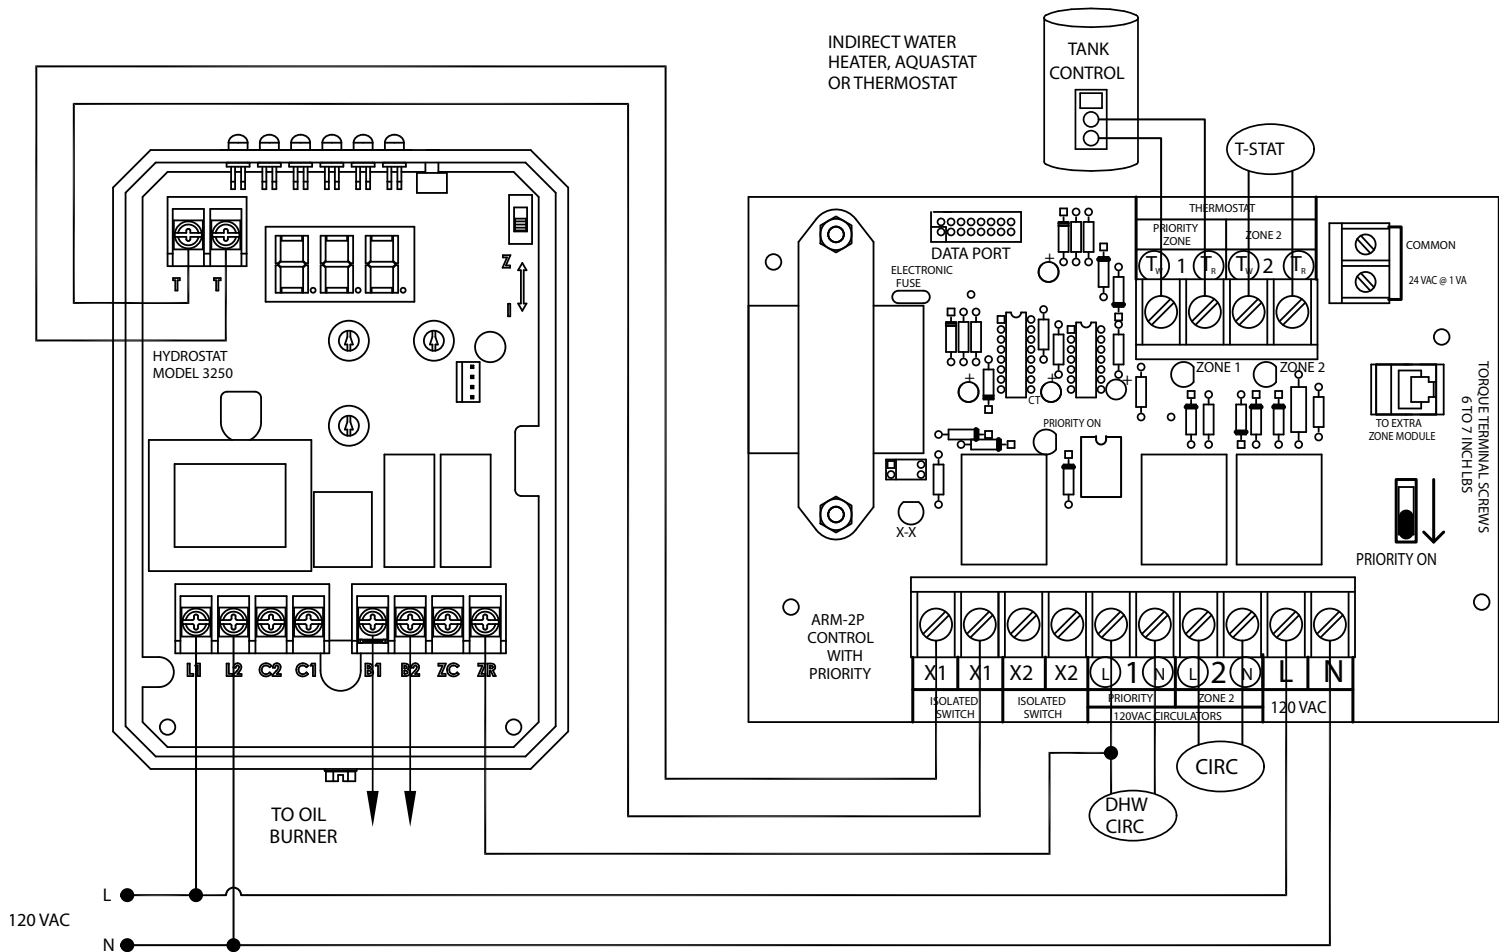 INDIRECT WATER
HEATER, AQUASTAT
OR THERMOSTAT
TANK
CONTROL
T-STAT
T T
Z
I
HYDROSTAT
MODEL 3250
L1 L2 C2 C1 B1 B2 ZC ZR
TO OIL
BURNER
120 VAC
L
N
DATA PORT
ELECTRONIC
FUSE
THERMOSTAT
PRIORITY
ZONE
ZONE 2
TW 1 TR TW 2 TR
COMMON
24 VAC @ 1 VA
ZONE 1
ZONE 2
+
+
+
+
CT
PRIORITY ON
X-X
TO EXTRA
ZONE MODULE
TORQUE TERMINAL SCREWS
6 TO 7 INCH LBS
PRIORITY ON
ARM-2P
CONTROL
WITH
PRIORITY
X1 X1 X2 X2 L 1 N L 2 N L N
ISOLATED
SWITCH
ISOLATED
SWITCH
PRIORITY
ZONE 2
120VAC CIRCULATORS
120 VAC
CIRC
DHW
CIRC